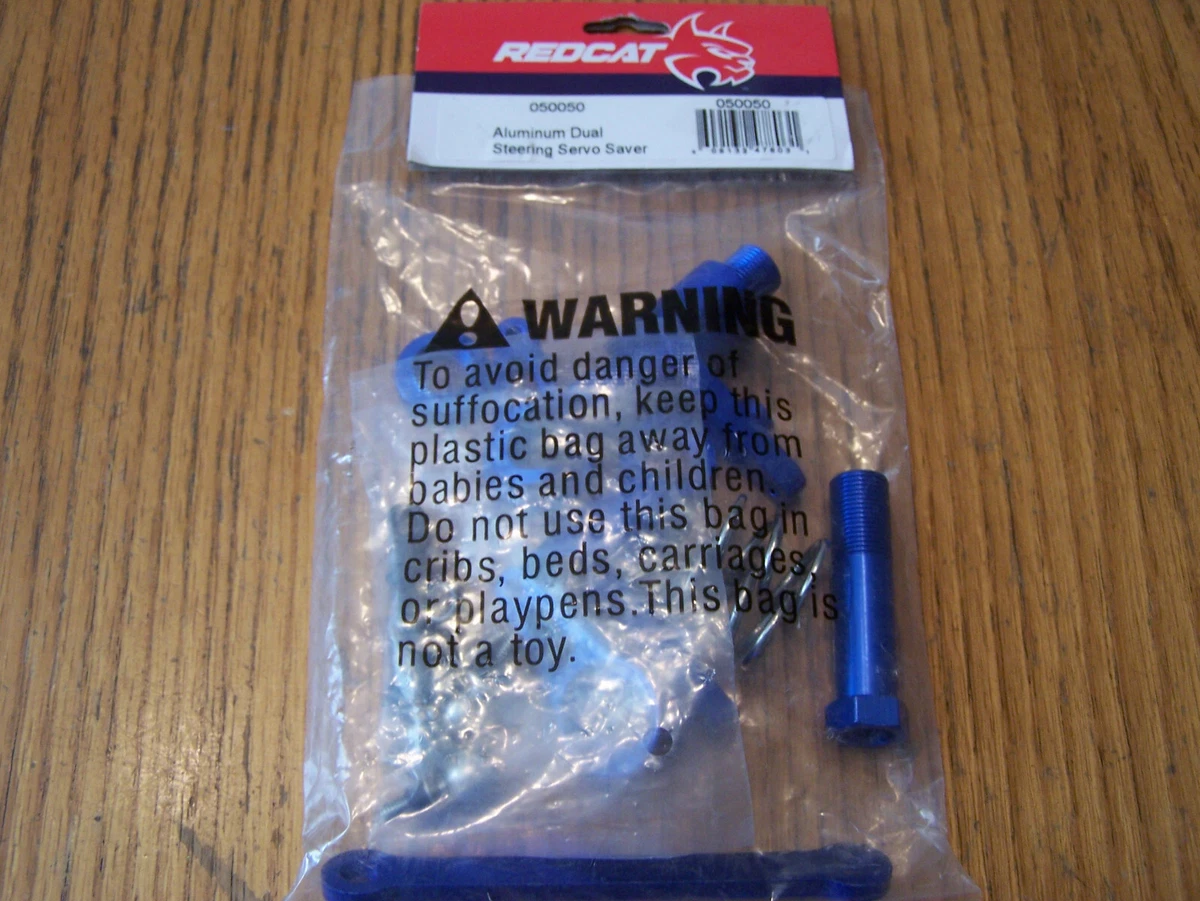 REDCAT
050050
050050
Aluminum Dual
Steering Servo Saver
WARNING
To avoid danger of
suffocation, keep this
plastic bag away from
babies and children.
Do not use this bag in
cribs, beds, carriages,
or playpens.This bag is
not a toy.